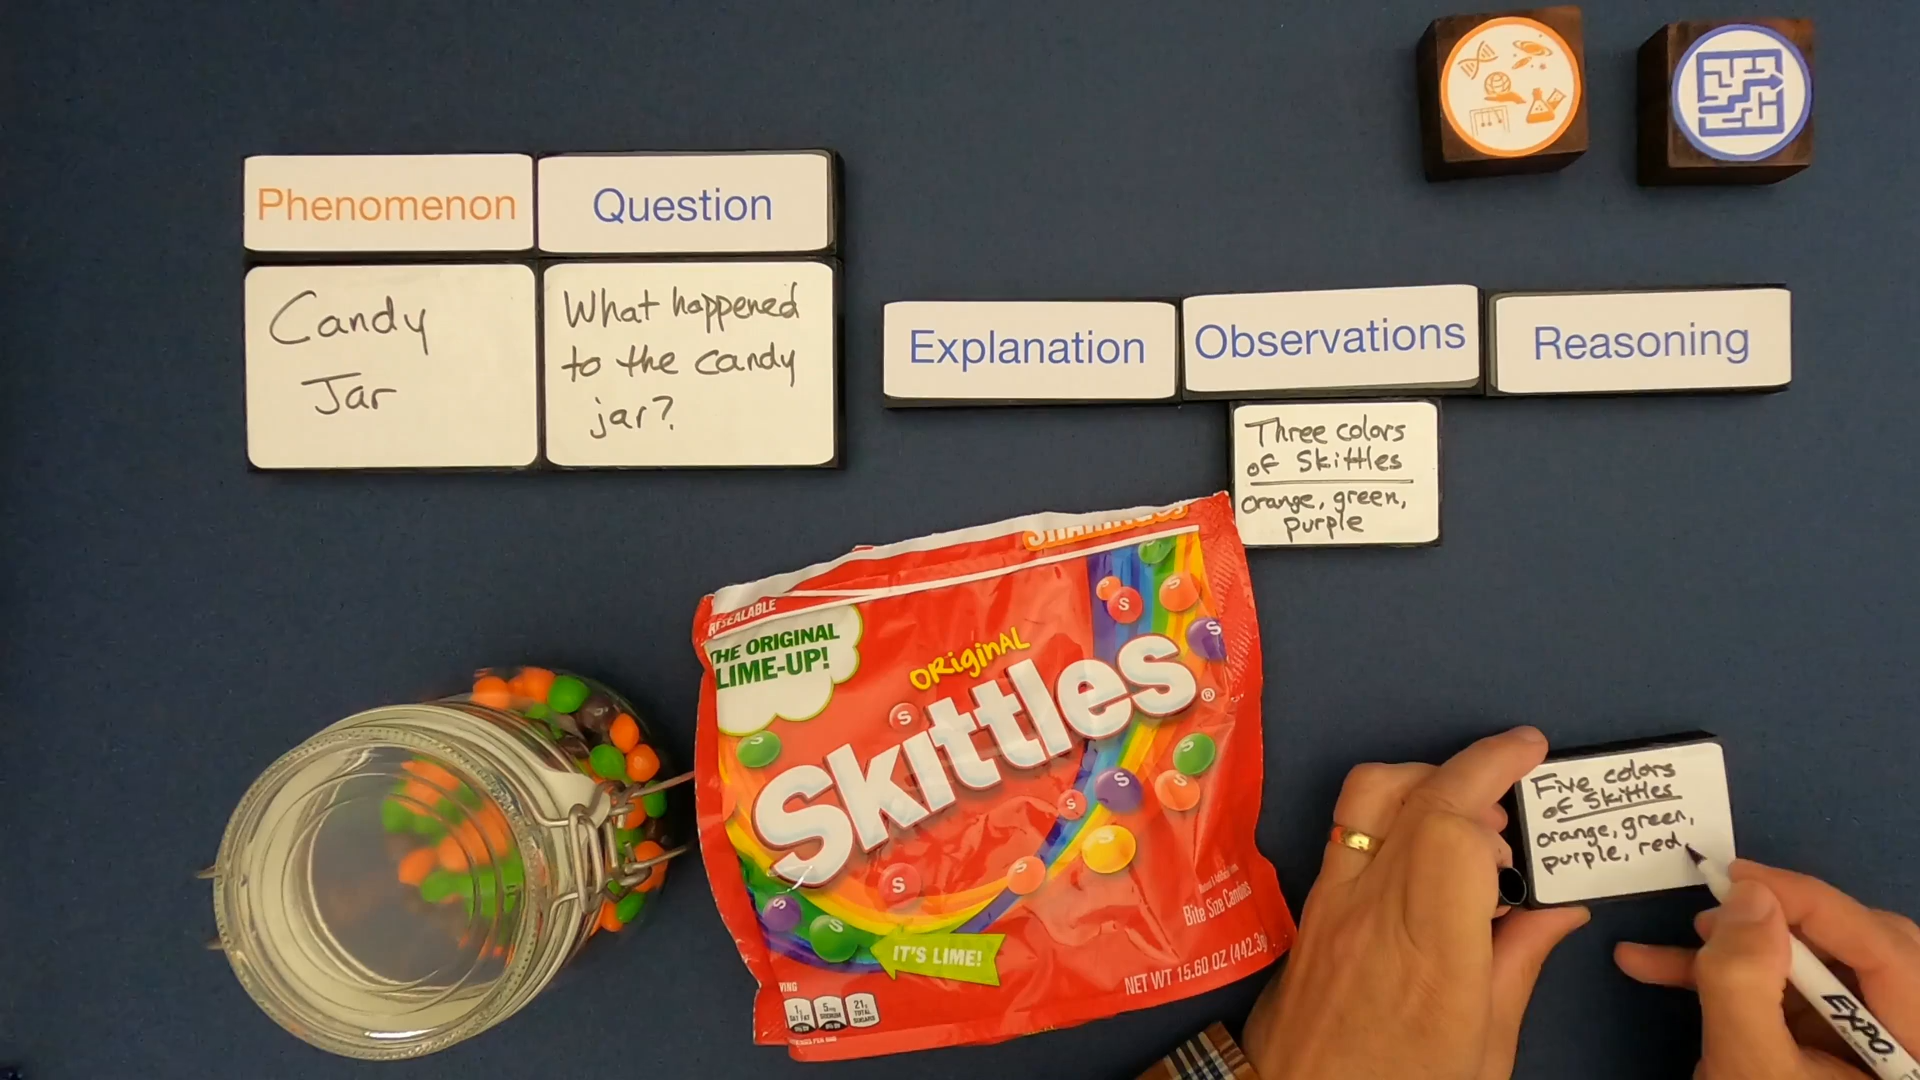 Phenomenon
Question
Candy
Jar
What happened
to the candy
jar?
Explanation
Observations
Reasoning
Three colors
of Skittles
orange, green,
purple
RESEALABLE
THE ORIGINAL
LIME-UP!
ORIGINAL
Skittles®
IT'S LIME!
Bite Size Candies
NET WT 15.60 OZ (442.3g)
Five colors
of Skittles
orange, green,
purple, red,
EXPO